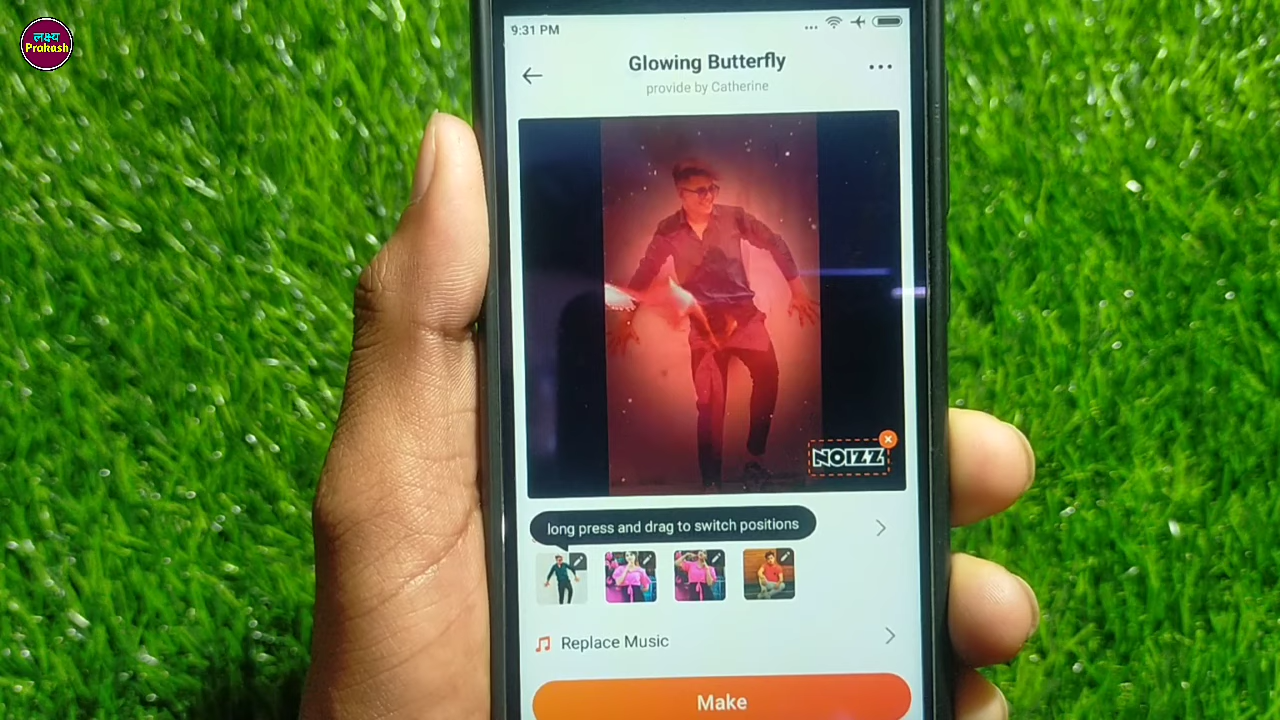 लक्ष्य
Prakash
9:31 PM
Glowing Butterfly
provide by Catherine
NOIZZ
long press and drag to switch positions
Replace Music
Make